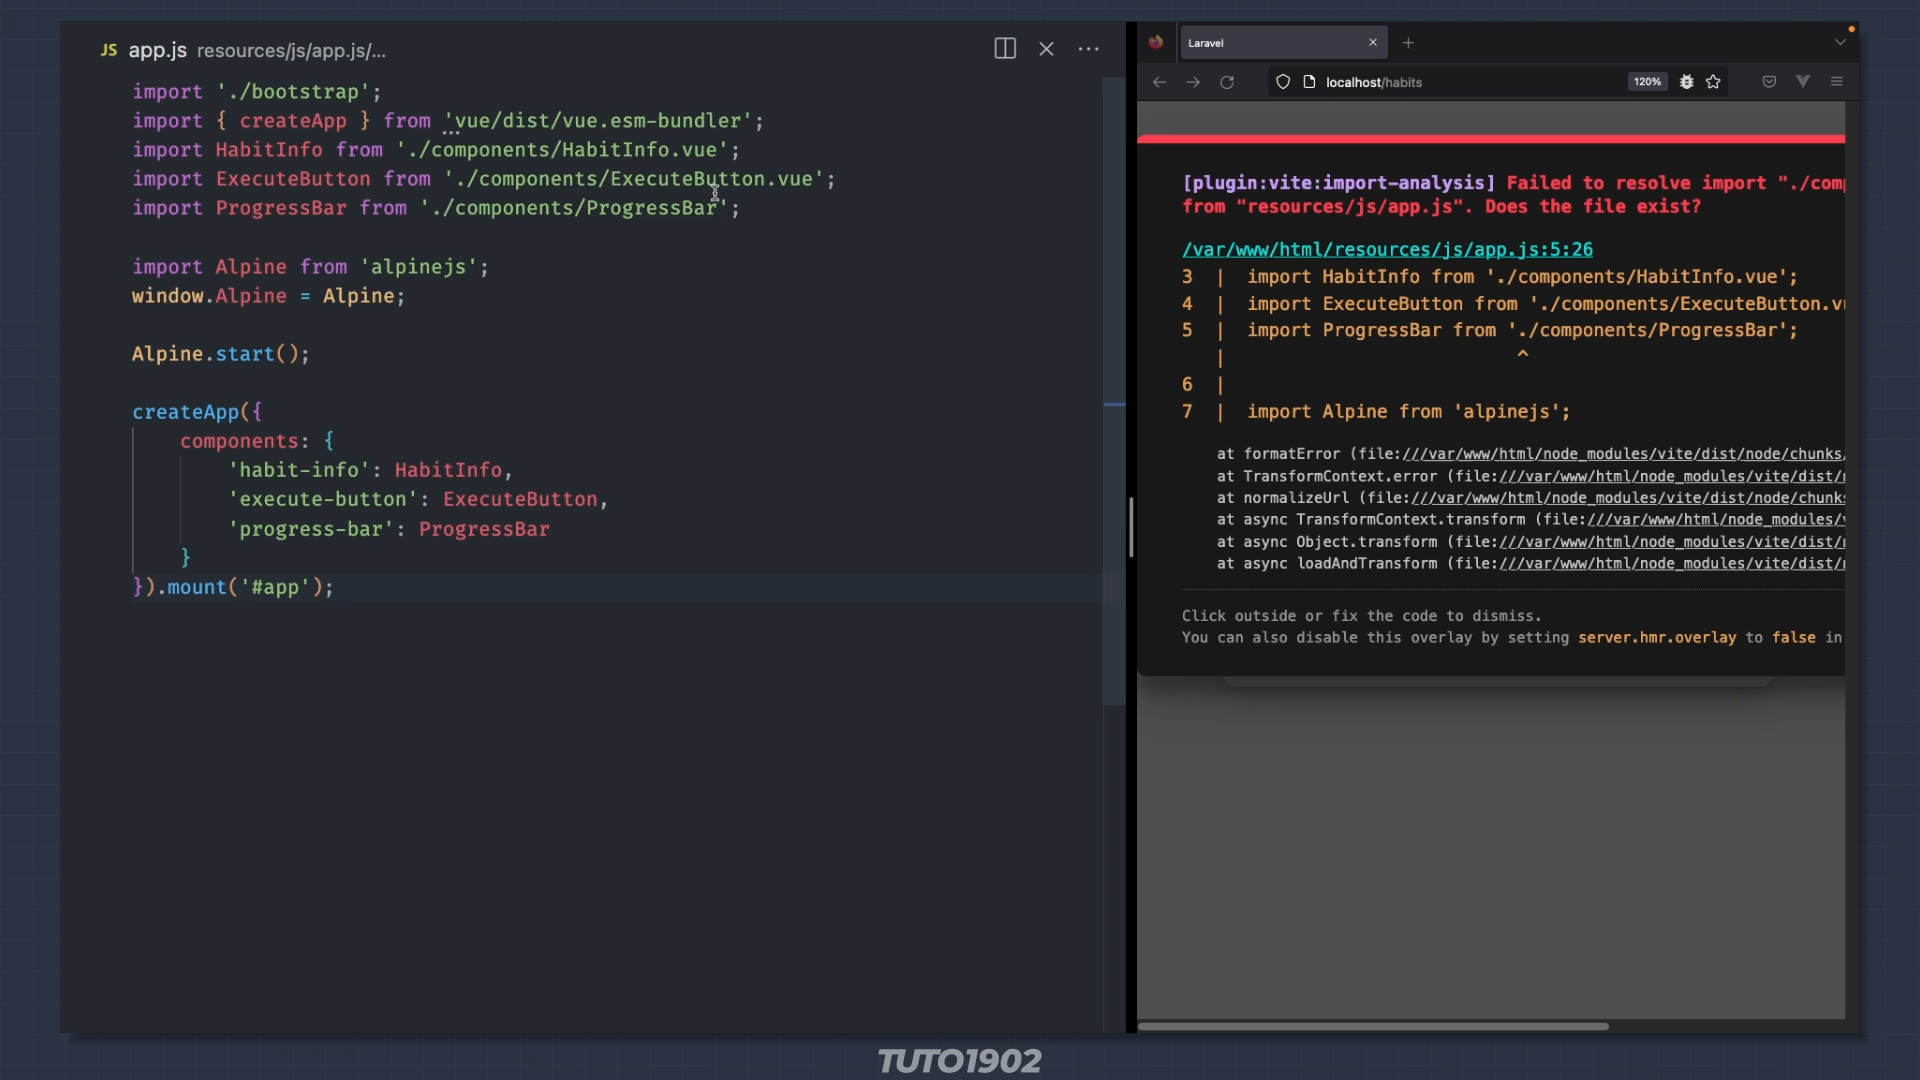 JS app.js resources/js/app.js/...
import './bootstrap';
import { createApp } from 'vue/dist/vue.esm-bundler';
import HabitInfo from './components/HabitInfo.vue';
import ExecuteButton from './components/ExecuteButton.vue';
import ProgressBar from './components/ProgressBar';
import Alpine from 'alpinejs';
window.Alpine = Alpine;
Alpine.start();
createApp({
components: {
'habit-info': HabitInfo,
'execute-button': ExecuteButton,
'progress-bar': ProgressBar
}
}).mount('#app');
Laravel
localhost/habits
120%
[plugin:vite:import-analysis] Failed to resolve import "./com
from "resources/js/app.js". Does the file exist?
/var/www/html/resources/js/app.js:5:26
3 | import HabitInfo from './components/HabitInfo.vue';
4 | import ExecuteButton from './components/ExecuteButton.v
5 | import ProgressBar from './components/ProgressBar';
| ^
6 |
7 | import Alpine from 'alpinejs';
at formatError (file:///var/www/html/node_modules/vite/dist/node/chunks
at TransformContext.error (file:///var/www/html/node_modules/vite/dist/
at normalizeUrl (file:///var/www/html/node_modules/vite/dist/node/chunk
at async TransformContext.transform (file:///var/www/html/node_modules/
at async Object.transform (file:///var/www/html/node_modules/vite/dist/
at async loadAndTransform (file:///var/www/html/node_modules/vite/dist/
Click outside or fix the code to dismiss.
You can also disable this overlay by setting server.hmr.overlay to false in
TUTO1902